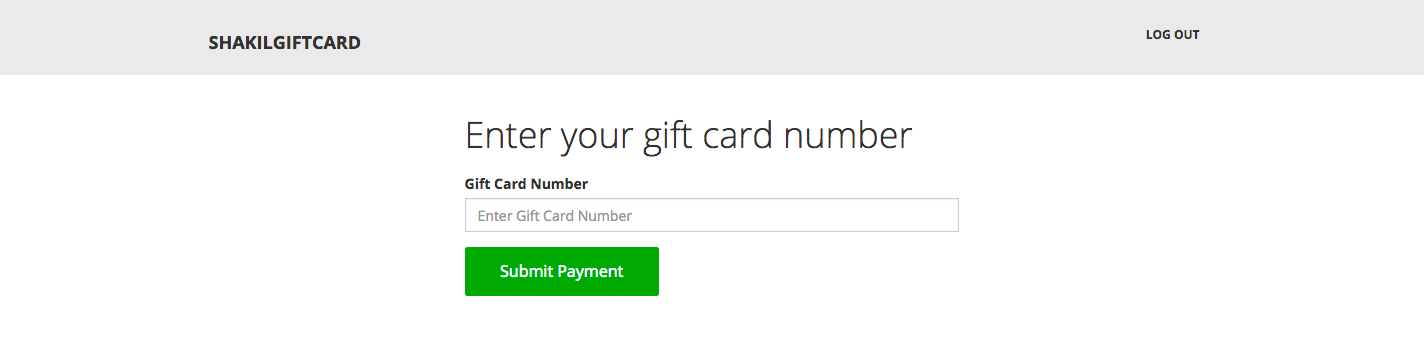 SHAKILGIFTCARD
LOG OUT
Enter your gift card number
Gift Card Number
Enter Gift Card Number
Submit Payment